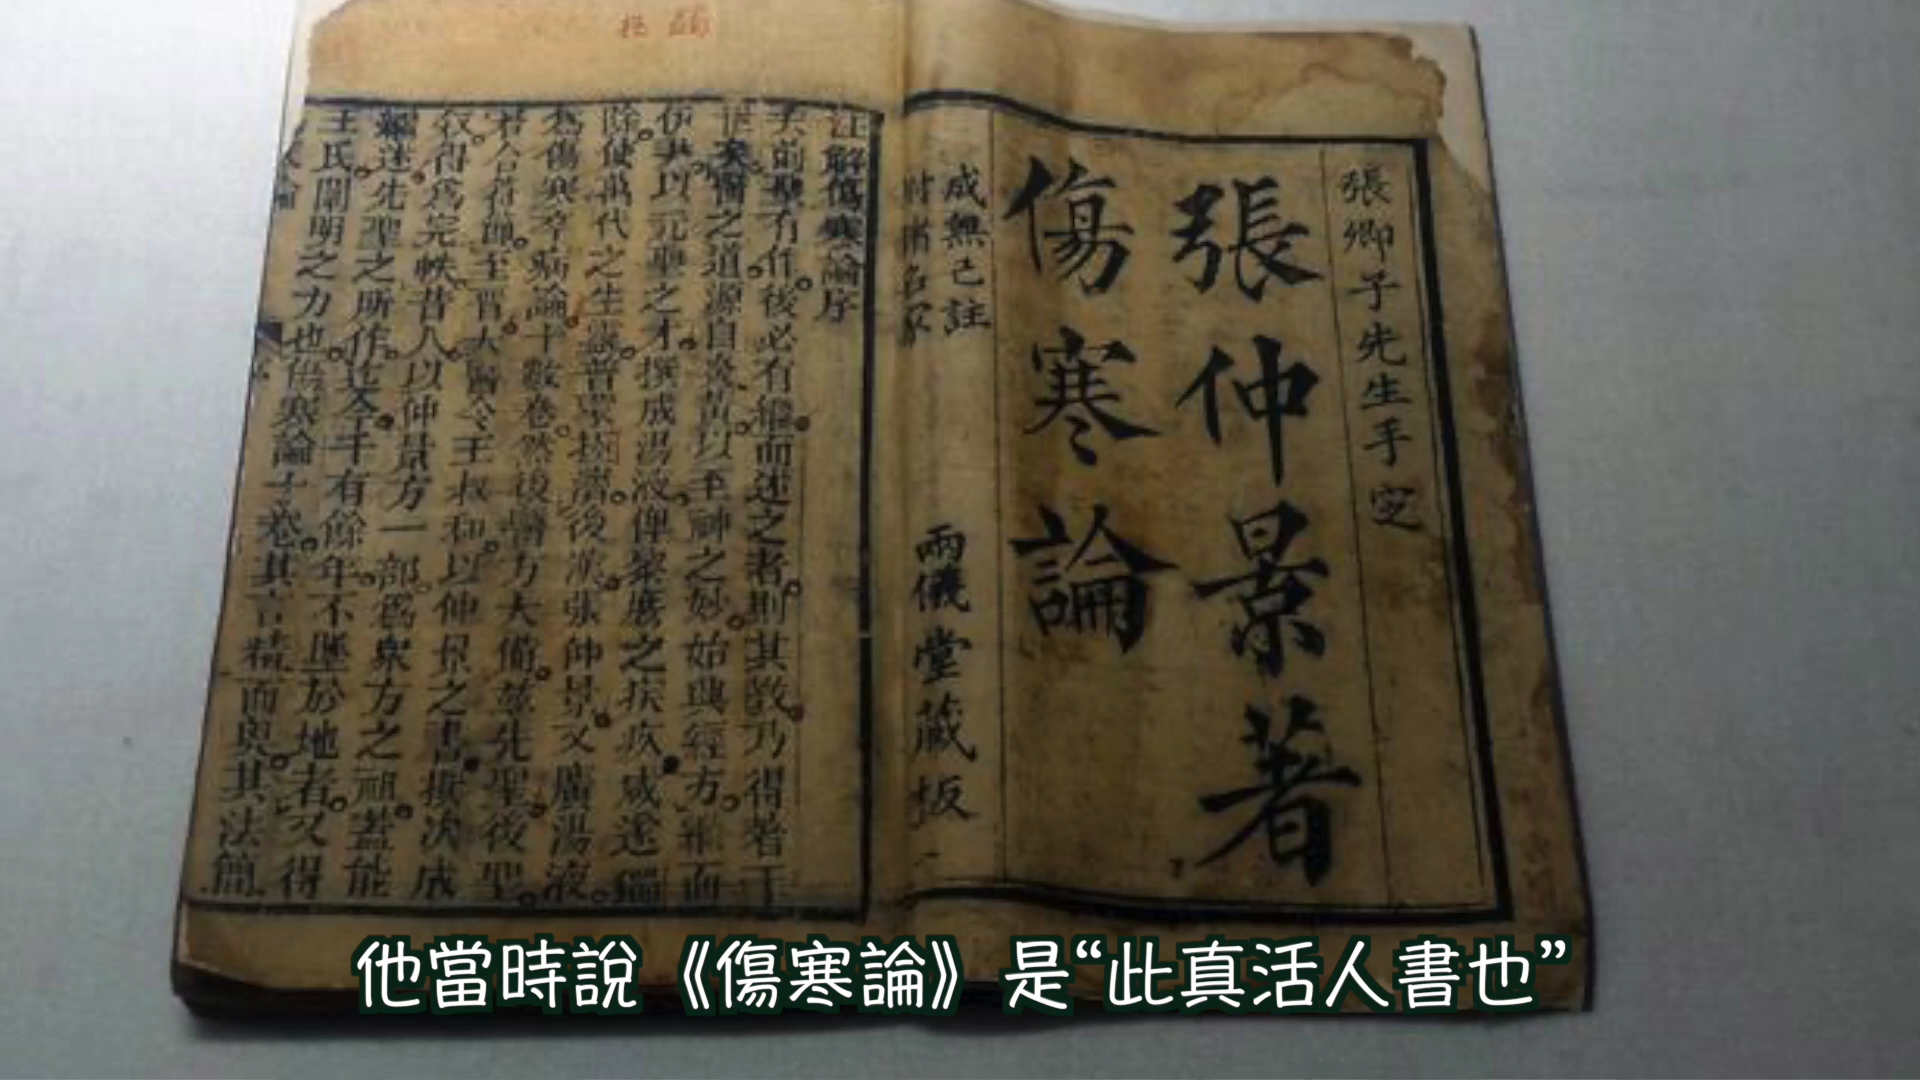 張卿子先生手定
張仲景著
傷寒論
成無己註
附諸名家
兩儀堂藏板
註解傷寒論序
夫前聖有作。後必有繼而述之者。則其教。乃得著于
世矣。醫之道。源自炎黃。以至神之妙。始興經方。繼而
伊尹以元聖之才。撰成湯液。俾黎庶之疾疢。咸遂蠲
除。使萬代之生靈。普蒙拯濟。後漢。張仲景。又廣湯液。
爲傷寒卒病論十數卷。然後醫方大備。茲先聖後聖。
若合符節。至晉。大醫令王叔和。以仲景之書。撰次成
敘。得爲完帙。昔人以仲景方一部。爲衆方之祖。蓋能
繼述先聖之所作。迄今千有餘年。不墜於地者。又得
王氏闡明之力也。傷寒論十卷。其言精而奧。其法簡
他當時說《傷寒論》是“此真活人書也”